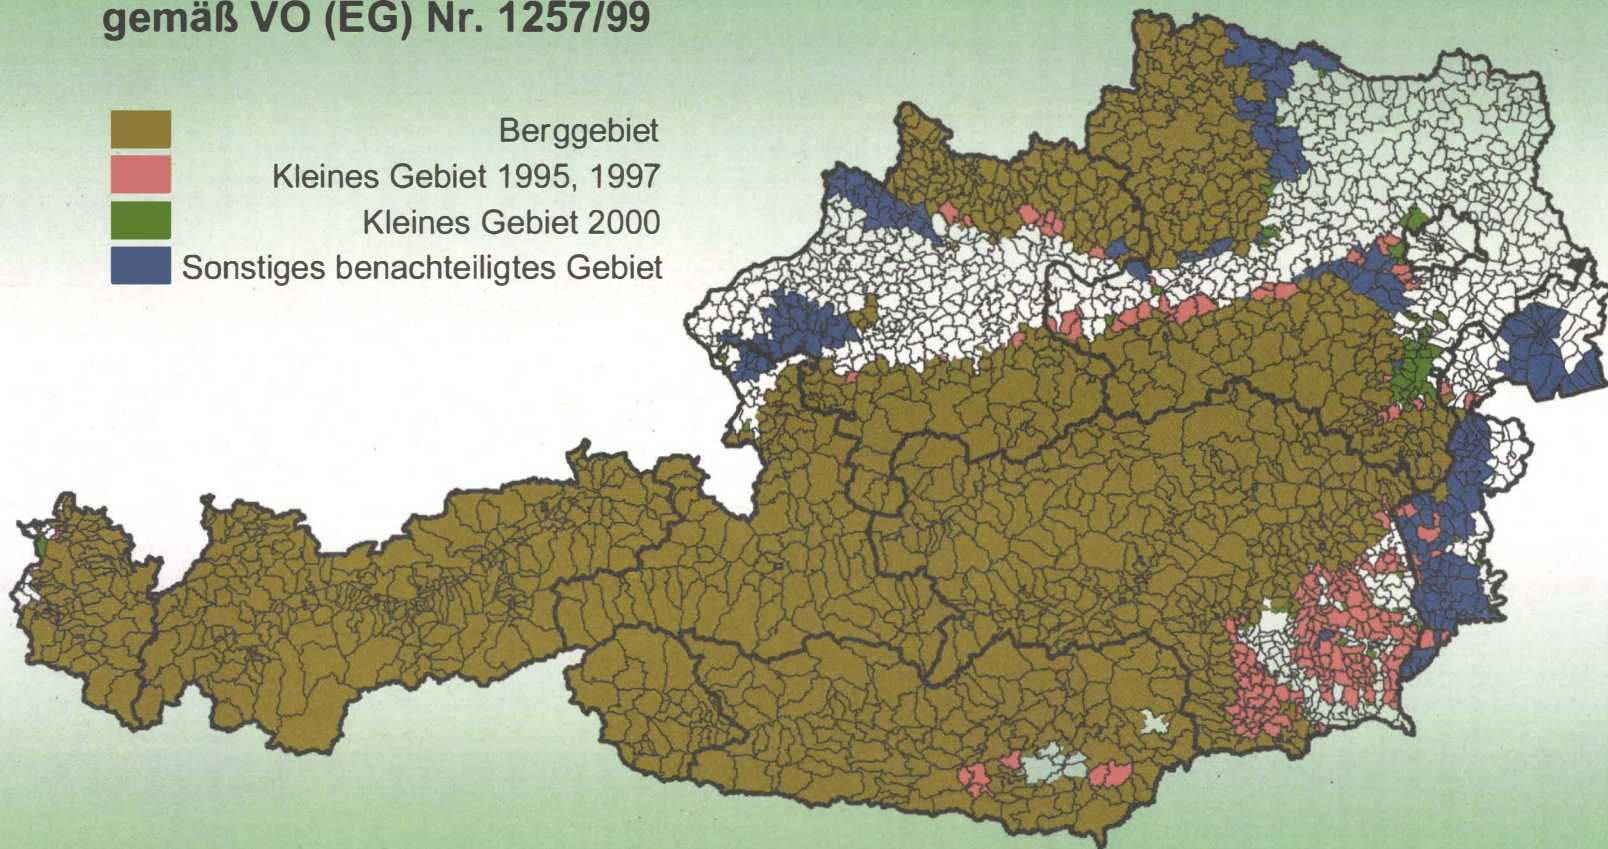 gemäß VO (EG) Nr. 1257/99
Berggebiet
Kleines Gebiet 1995, 1997
Kleines Gebiet 2000
Sonstiges benachteiligtes Gebiet